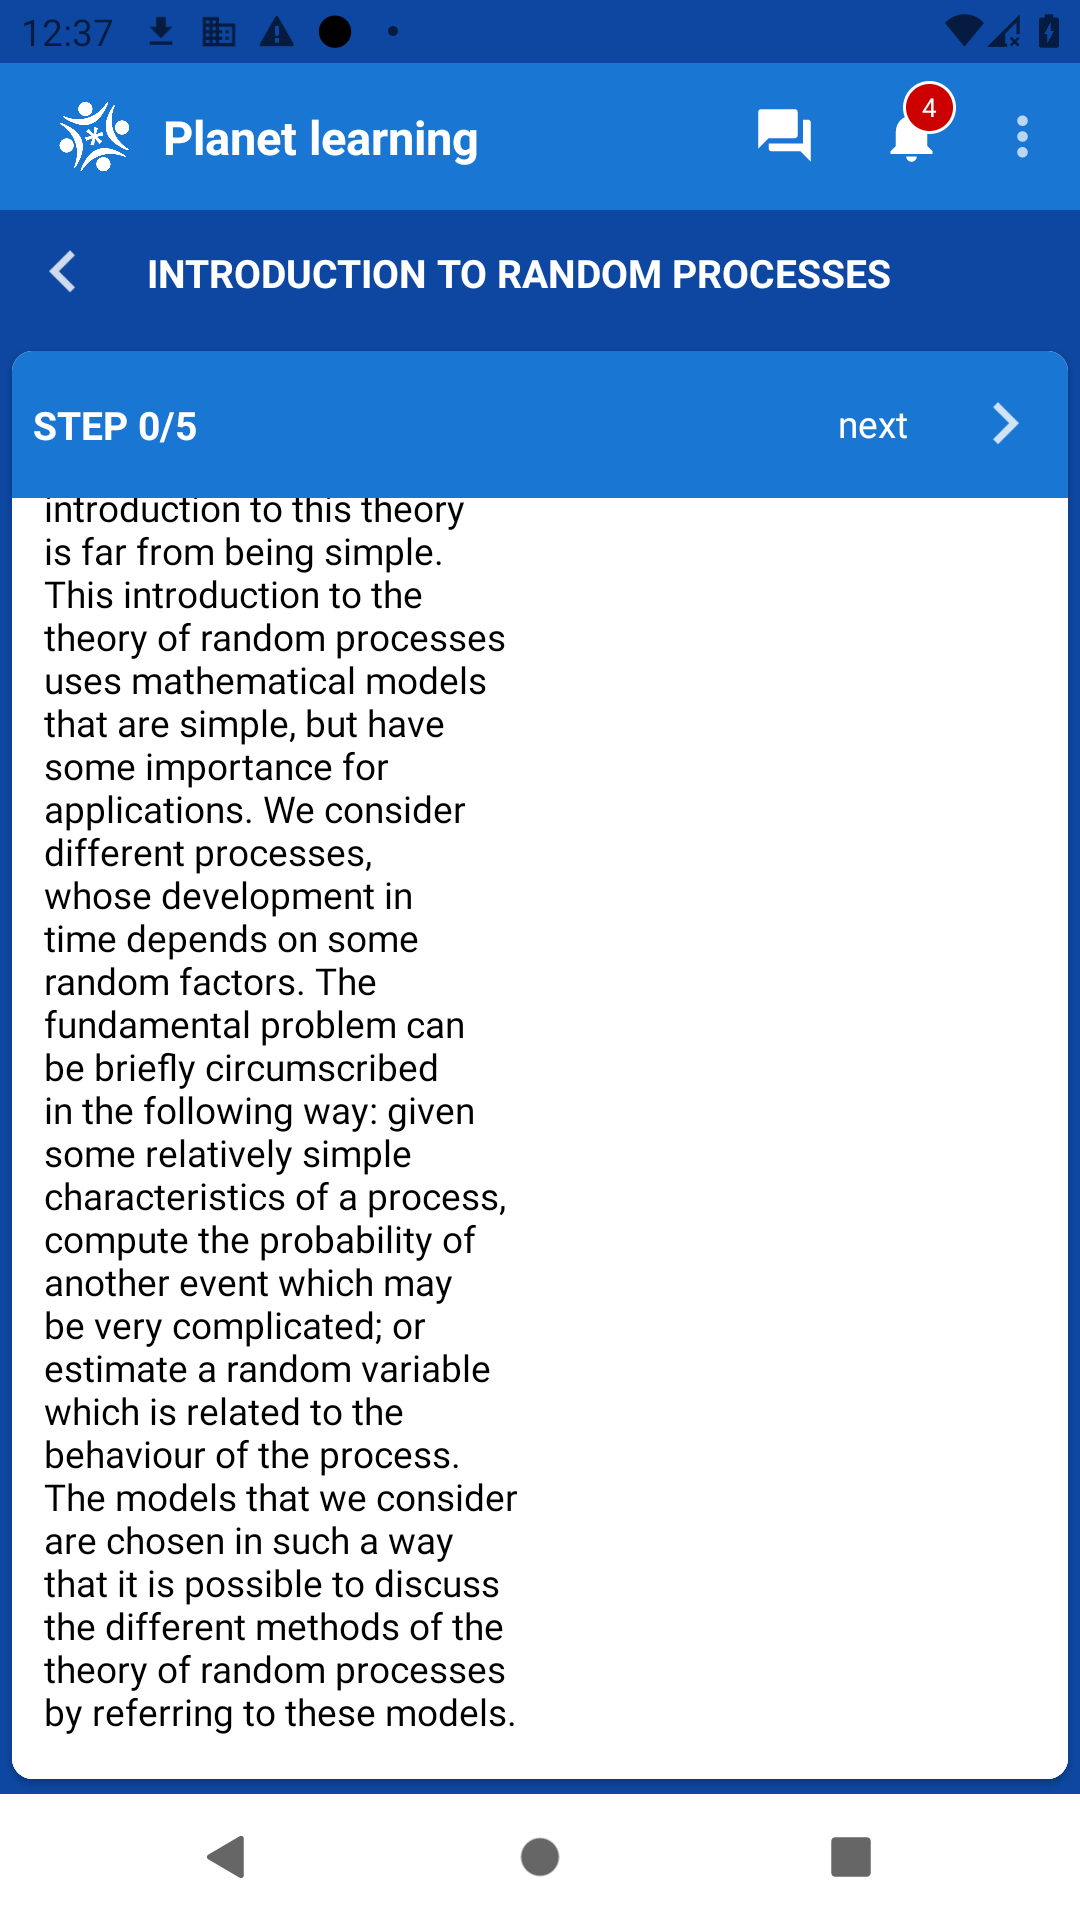 12:37
Planet learning
4
INTRODUCTION TO RANDOM PROCESSES
STEP 0/5
next
introduction to this theory
is far from being simple.
This introduction to the
theory of random processes
uses mathematical models
that are simple, but have
some importance for
applications. We consider
different processes,
whose development in
time depends on some
random factors. The
fundamental problem can
be briefly circumscribed
in the following way: given
some relatively simple
characteristics of a process,
compute the probability of
another event which may
be very complicated; or
estimate a random variable
which is related to the
behaviour of the process.
The models that we consider
are chosen in such a way
that it is possible to discuss
the different methods of the
theory of random processes
by referring to these models.